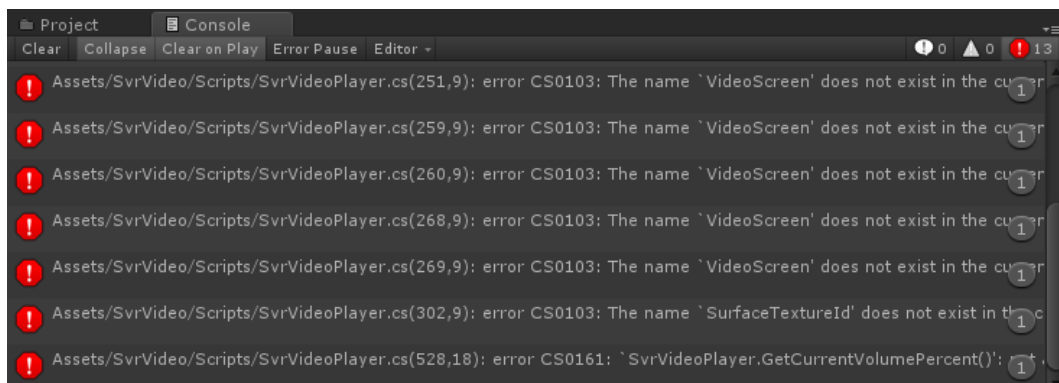 Project Console
Clear Collapse Clear on Play Error Pause Editor 0 0 13
Assets/SvrVideo/Scripts/SvrVideoPlayer.cs(251,9): error CS0103: The name `VideoScreen' does not exist in the
1
Assets/SvrVideo/Scripts/SvrVideoPlayer.cs(259,9): error CS0103: The name `VideoScreen' does not exist in the
1
Assets/SvrVideo/Scripts/SvrVideoPlayer.cs(260,9): error CS0103: The name `VideoScreen' does not exist in the
1
Assets/SvrVideo/Scripts/SvrVideoPlayer.cs(268,9): error CS0103: The name `VideoScreen' does not exist in the
1
Assets/SvrVideo/Scripts/SvrVideoPlayer.cs(269,9): error CS0103: The name `VideoScreen' does not exist in the
1
Assets/SvrVideo/Scripts/SvrVideoPlayer.cs(302,9): error CS0103: The name `SurfaceTextureId' does not exist in
1
Assets/SvrVideo/Scripts/SvrVideoPlayer.cs(528,18): error CS0161: `SvrVideoPlayer.GetCurrentVolumePercent()':
1